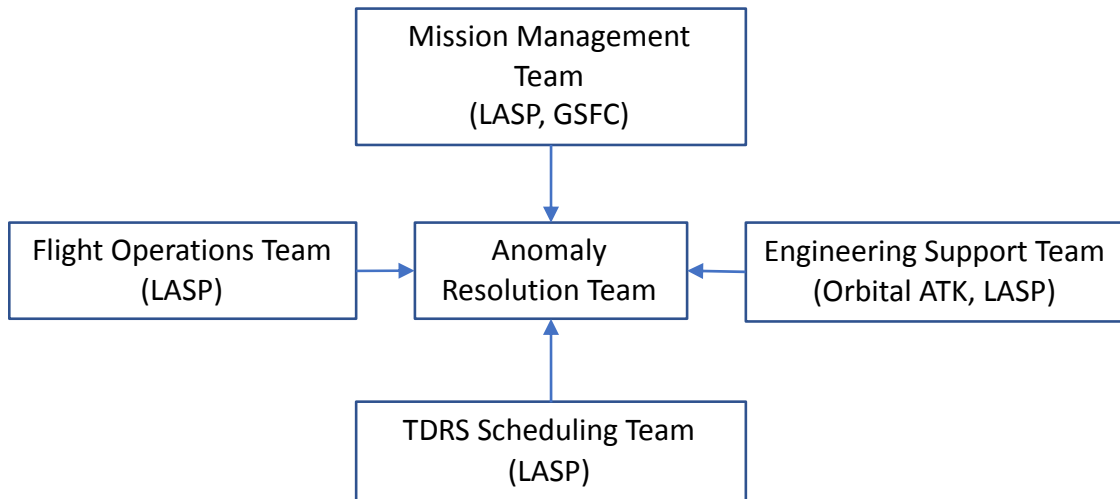 Mission Management
Team
(LASP, GSFC)
Flight Operations Team
(LASP)
Anomaly
Resolution Team
Engineering Support Team
(Orbital ATK, LASP)
TDRS Scheduling Team
(LASP)